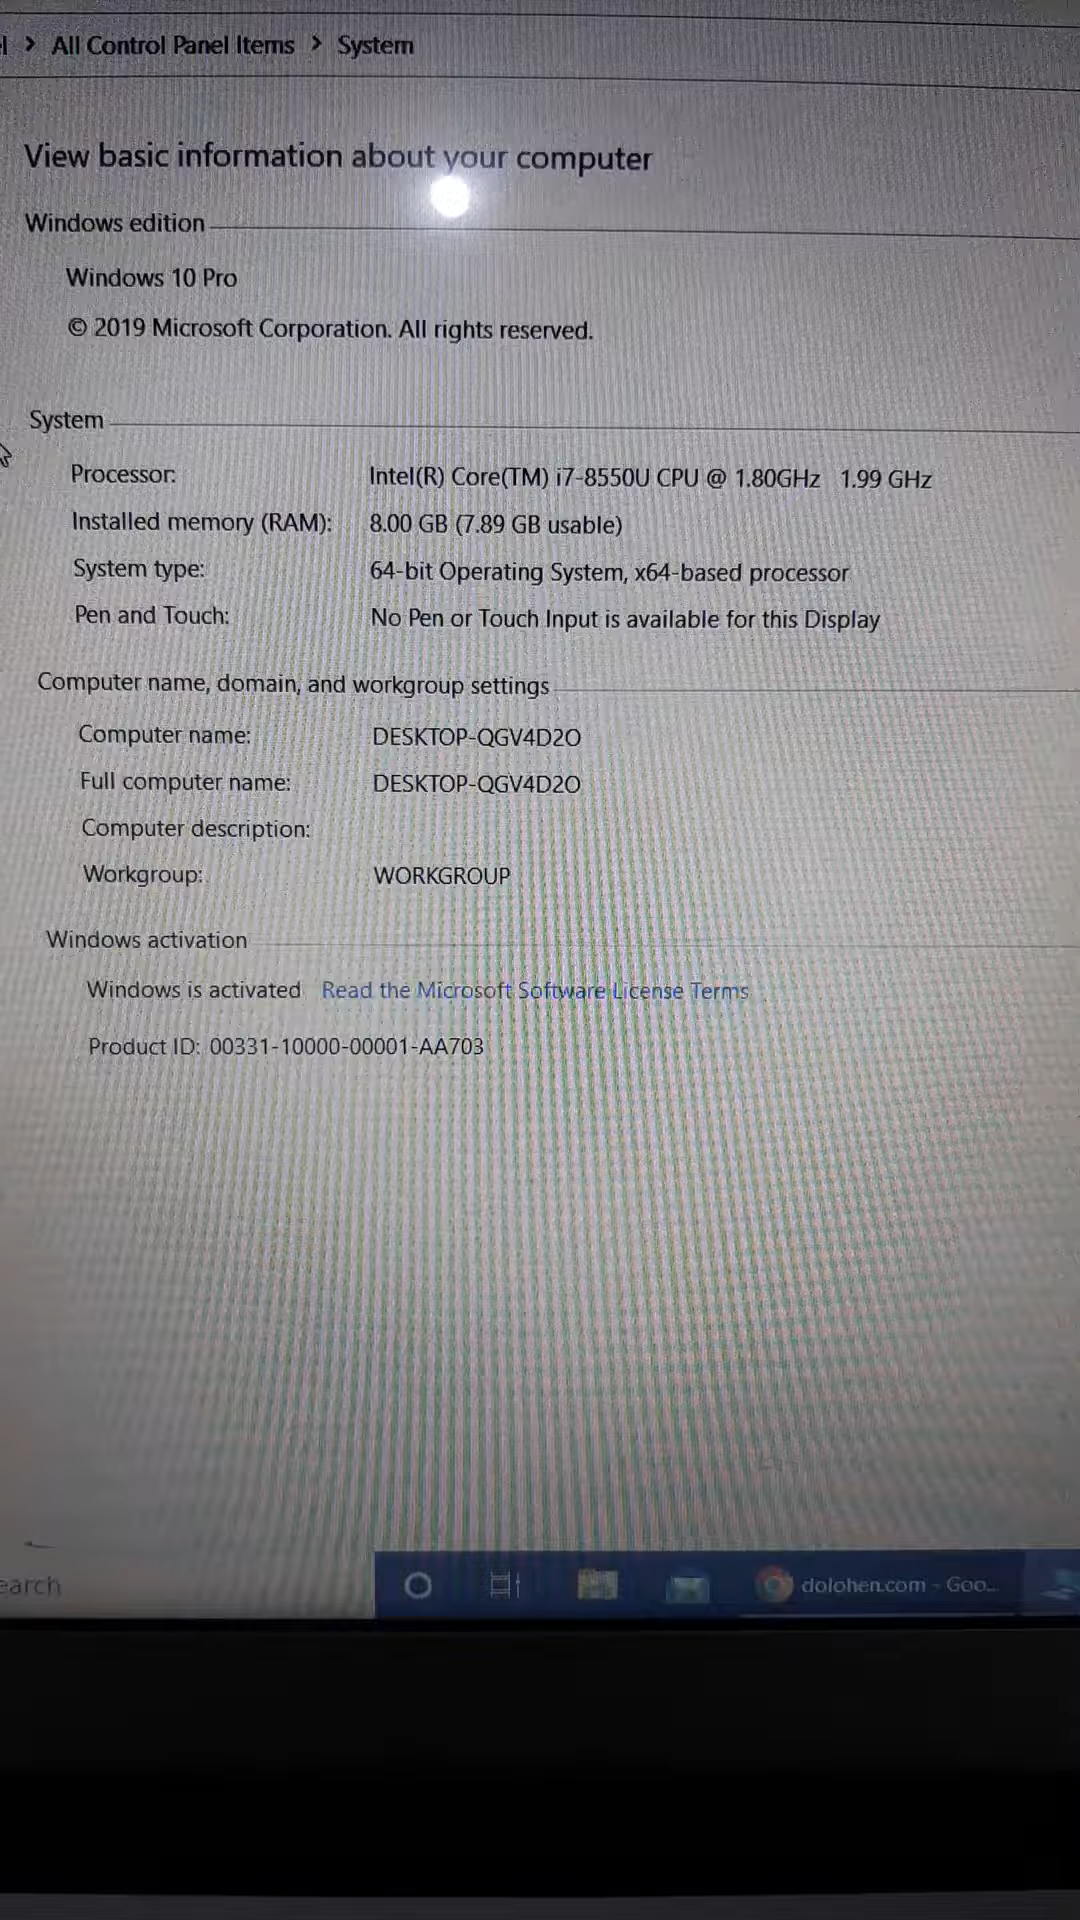 > All Control Panel Items > System
View basic information about your computer
Windows edition
Windows 10 Pro
© 2019 Microsoft Corporation. All rights reserved.
System
Processor: Intel(R) Core(TM) i7-8550U CPU @ 1.80GHz 1.99 GHz
Installed memory (RAM): 8.00 GB (7.89 GB usable)
System type: 64-bit Operating System, x64-based processor
Pen and Touch: No Pen or Touch Input is available for this Display
Computer name, domain, and workgroup settings
Computer name: DESKTOP-QGV4D2O
Full computer name: DESKTOP-QGV4D2O
Computer description:
Workgroup: WORKGROUP
Windows activation
Windows is activated Read the Microsoft Software License Terms
Product ID: 00331-10000-00001-AA703
earch
dolohen.com - Goo...